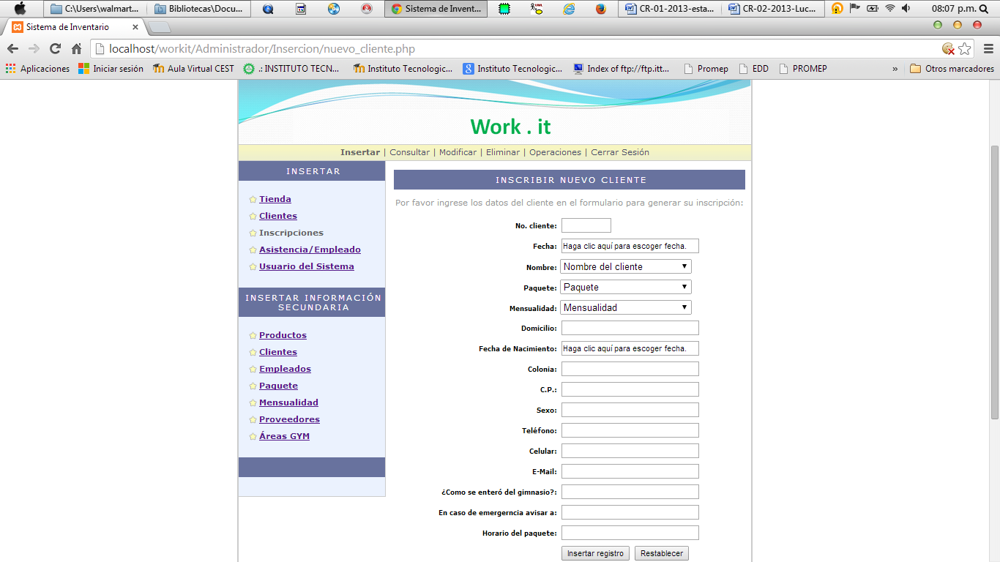 C:\Users\walmart... Bibliotecas\Docu... Sistema de Invent... UML CR-01-2013-esta... CR-02-2013-Luc... 08:07 p.m.
Sistema de Inventario
localhost/workit/Administrador/Insercion/nuevo_cliente.php
Aplicaciones Iniciar sesión Aula Virtual CEST .: INSTITUTO TECN... Instituto Tecnologic... Instituto Tecnologic... Index of ftp://ftp.itt... Promep EDD PROMEP » Otros marcadores
Work . it
Insertar | Consultar | Modificar | Eliminar | Operaciones | Cerrar Sesión
INSERTAR
Tienda
Clientes
Inscripciones
Asistencia/Empleado
Usuario del Sistema
INSERTAR INFORMACIÓN
SECUNDARIA
Productos
Clientes
Empleados
Paquete
Mensualidad
Proveedores
Áreas GYM
INSCRIBIR NUEVO CLIENTE
Por favor ingrese los datos del cliente en el formulario para generar su inscripción:
No. cliente:
Fecha: Haga clic aquí para escoger fecha.
Nombre: Nombre del cliente
Paquete: Paquete
Mensualidad: Mensualidad
Domicilio:
Fecha de Nacimiento: Haga clic aquí para escoger fecha.
Colonia:
C.P.:
Sexo:
Teléfono:
Celular:
E-Mail:
¿Como se enteró del gimnasio?:
En caso de emergerncia avisar a:
Horario del paquete:
Insertar registro Restablecer